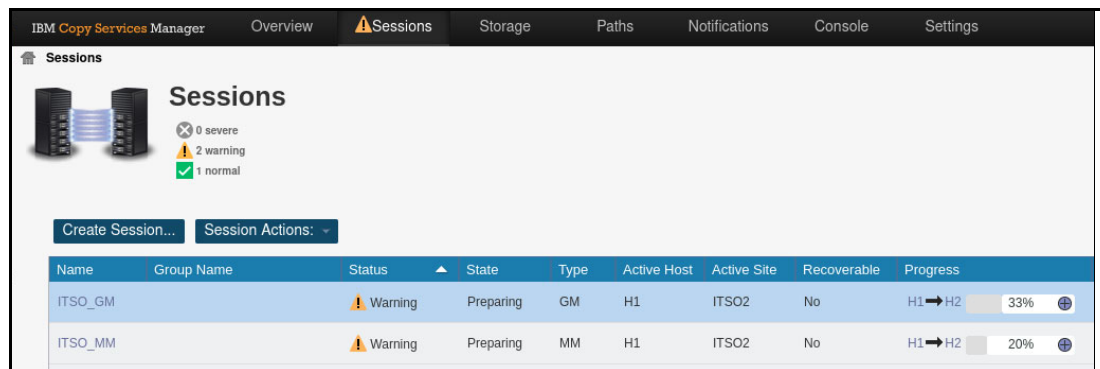 IBM Copy Services Manager Overview Sessions Storage Paths Notifications Console Settings
Sessions
Sessions
0 severe
2 warning
1 normal
Create Session... Session Actions:
Name Group Name Status State Type Active Host Active Site Recoverable Progress
ITSO_GM Warning Preparing GM H1 ITSO2 No H1 H2 33%
ITSO_MM Warning Preparing MM H1 ITSO2 No H1 H2 20%